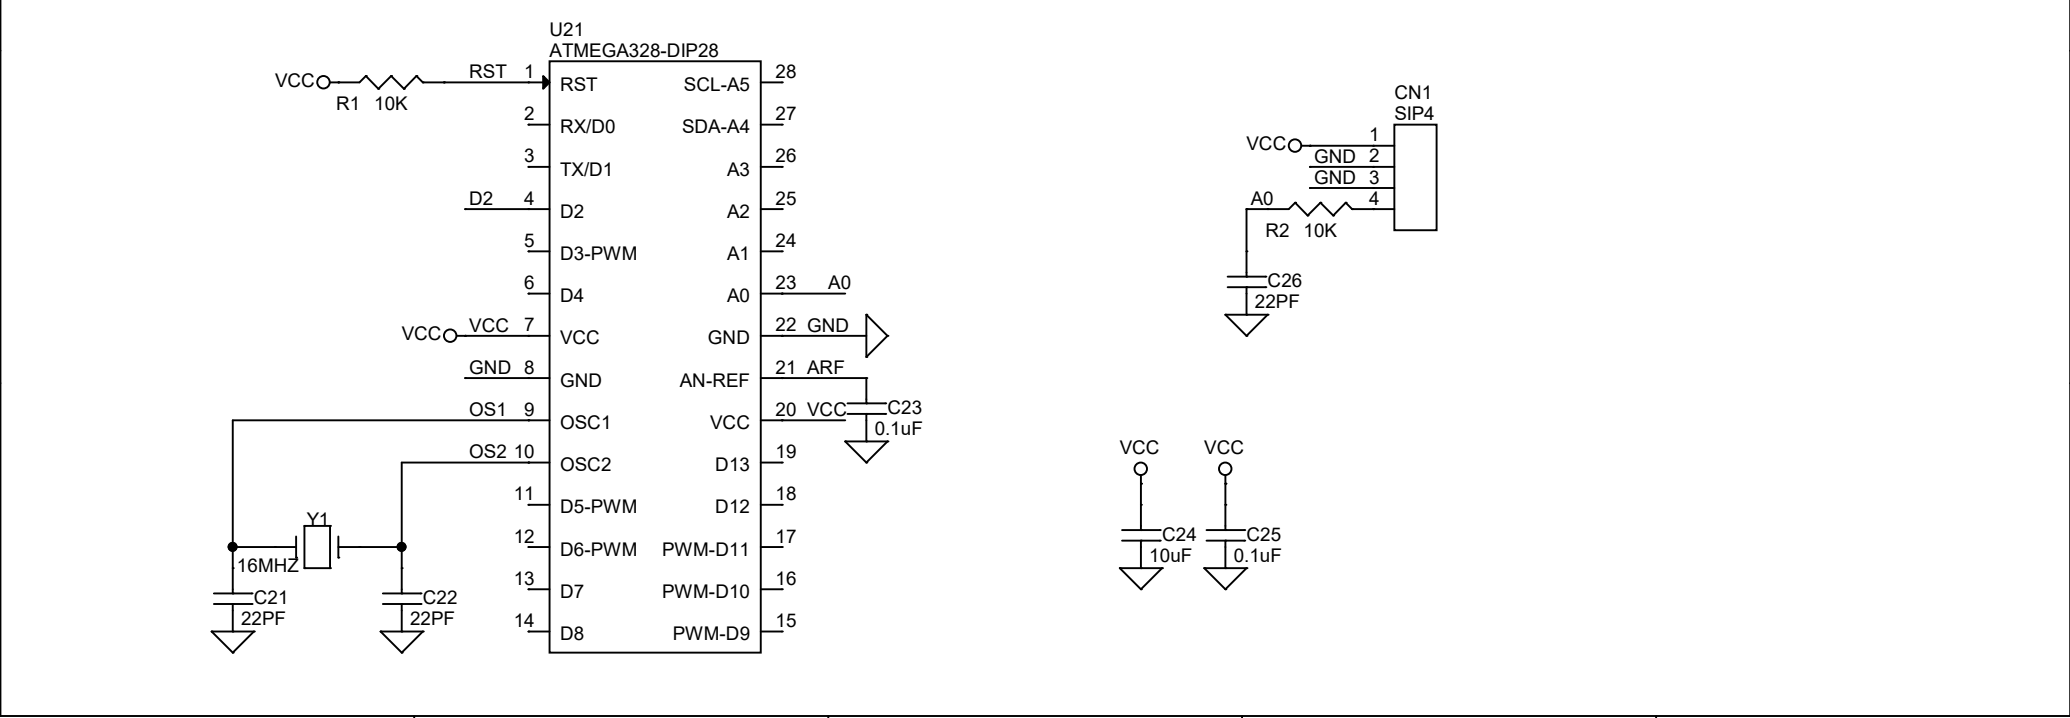 U21
ATMEGA328-DIP28
VCC
R1 10K
RST 1
RST
2
RX/D0
3
TX/D1
D2 4
D2
5
D3-PWM
6
D4
VCC
VCC 7
VCC
GND 8
GND
OS1 9
OSC1
OS2 10
OSC2
11
D5-PWM
12
D6-PWM
13
D7
14
D8
Y1
16MHZ
C21
22PF
C22
22PF
28
SCL-A5
27
SDA-A4
26
A3
25
A2
24
A1
23 A0
A0
22 GND
GND
21 ARF
AN-REF
20 VCC
VCC
C23
0.1uF
19
D13
18
D12
17
PWM-D11
16
PWM-D10
15
PWM-D9
CN1
SIP4
VCC
1
GND 2
GND 3
A0 4
R2 10K
C26
22PF
VCC
C24
10uF
VCC
C25
0.1uF